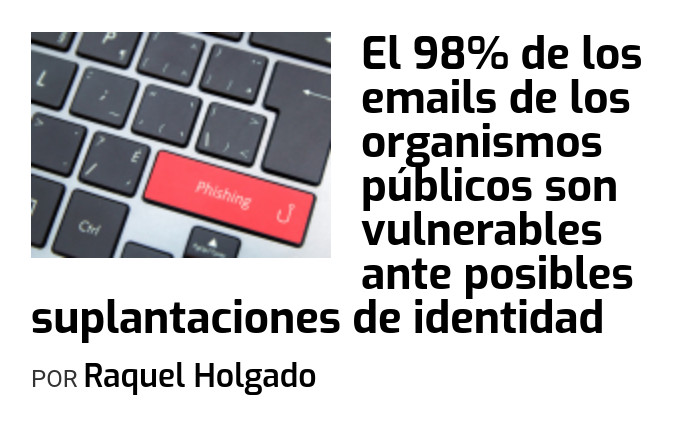 El 98% de los
emails de los
organismos
públicos son
vulnerables
ante posibles
suplantaciones de identidad
POR Raquel Holgado
P
L
É
Phishing
Ctrl